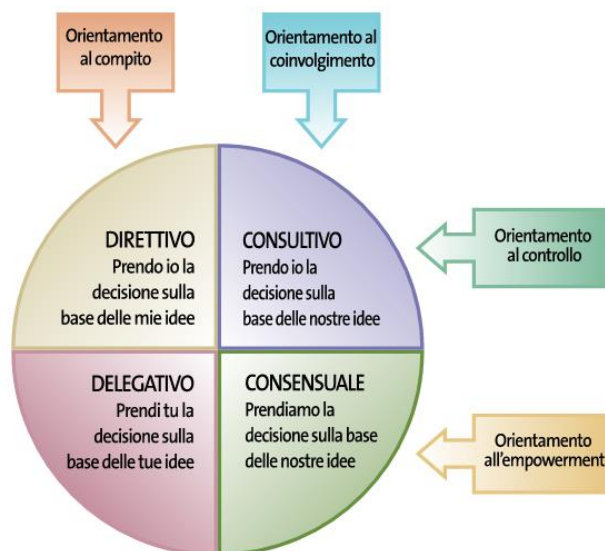 Orientamento
al compito
Orientamento al
coinvolgimento
DIRETTIVO
Prendo io la
decisione sulla
base delle mie idee
CONSULTIVO
Prendo io la
decisione sulla
base delle nostre idee
Orientamento
al controllo
DELEGATIVO
Prendi tu la
decisione sulla
base delle tue idee
CONSENSUALE
Prendiamo la
decisione sulla base
delle nostre idee
Orientamento
all'empowerment